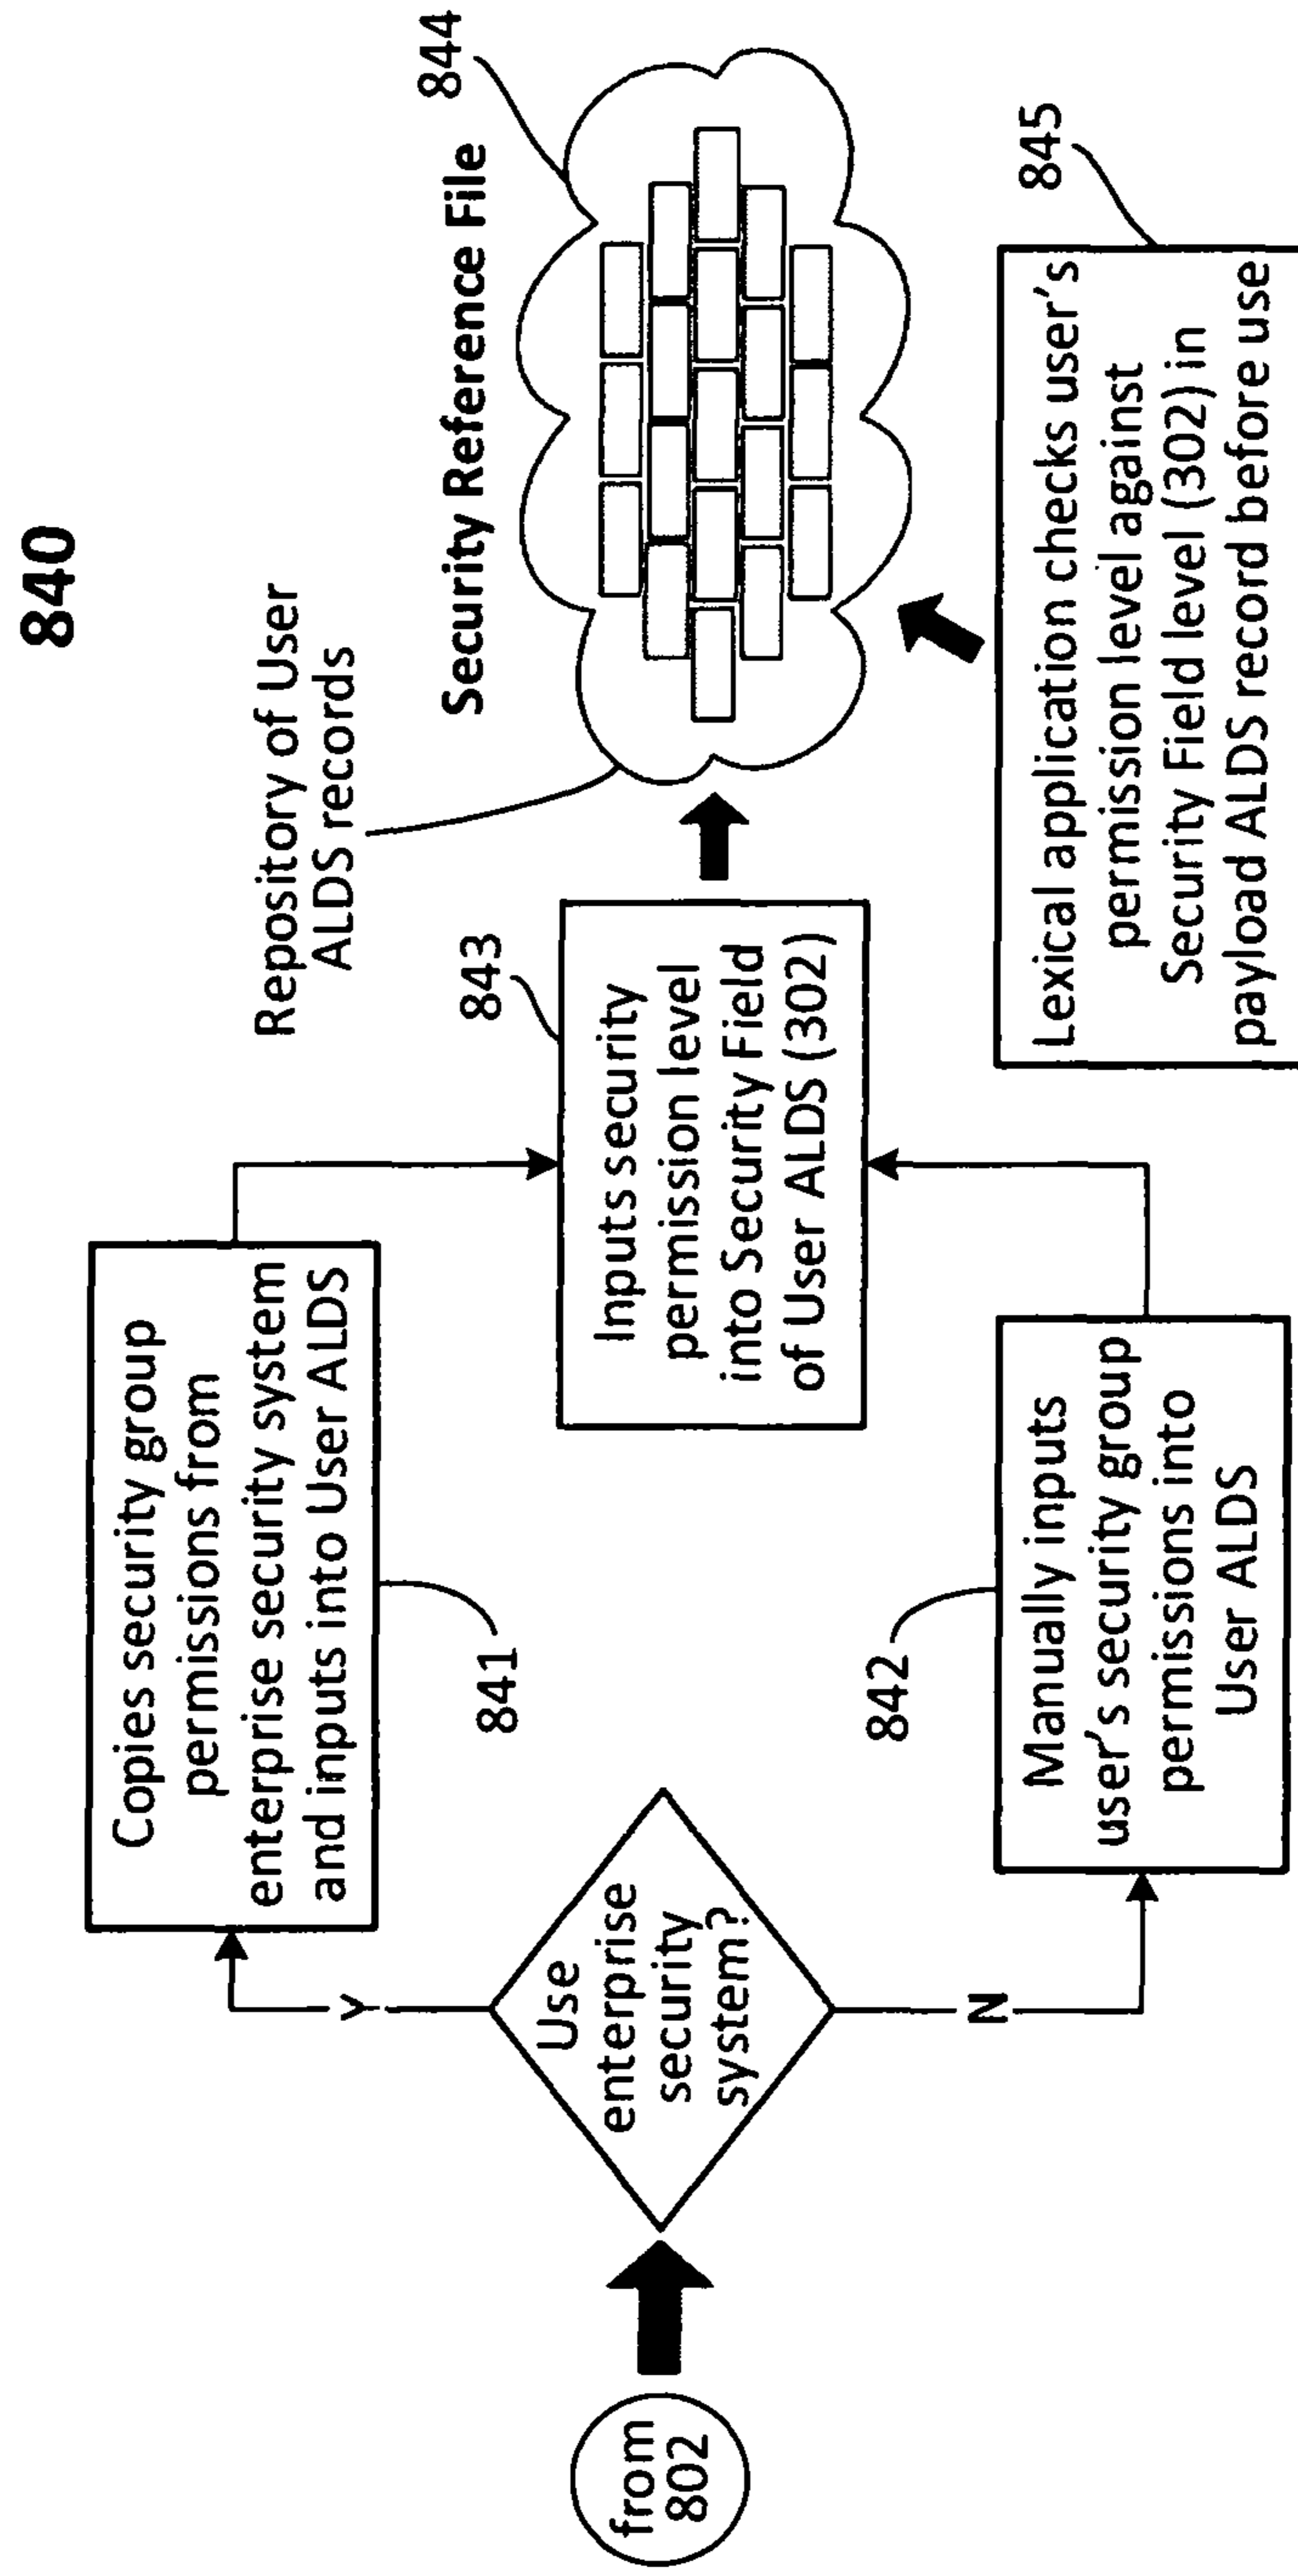 840
from
802
Use
enterprise
security
system?
Y
N
Copies security group
permissions from
enterprise security system
and inputs into User ALDS
841
842
Manually inputs
user's security group
permissions into
User ALDS
843
Inputs security
permission level
into Security Field
of User ALDS (302)
Repository of User
ALDS records
Security Reference File
844
845
Lexical application checks user's
permission level against
Security Field level (302) in
payload ALDS record before use